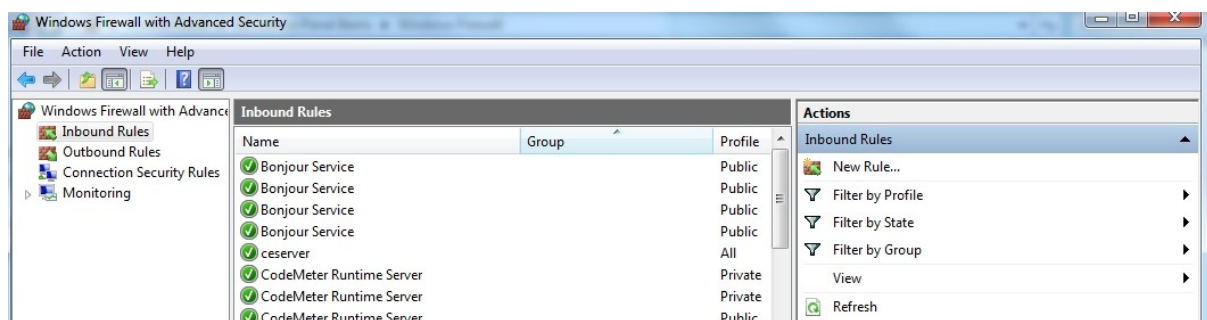 Windows Firewall with Advanced Security
File Action View Help
Windows Firewall with Advance
Inbound Rules
Outbound Rules
Connection Security Rules
Monitoring
Inbound Rules
Name Group Profile
Bonjour Service Public
Bonjour Service Public
Bonjour Service Public
Bonjour Service Public
ceserver All
CodeMeter Runtime Server Private
CodeMeter Runtime Server Private
CodeMeter Runtime Server Public
Actions
Inbound Rules
New Rule...
Filter by Profile
Filter by State
Filter by Group
View
Refresh